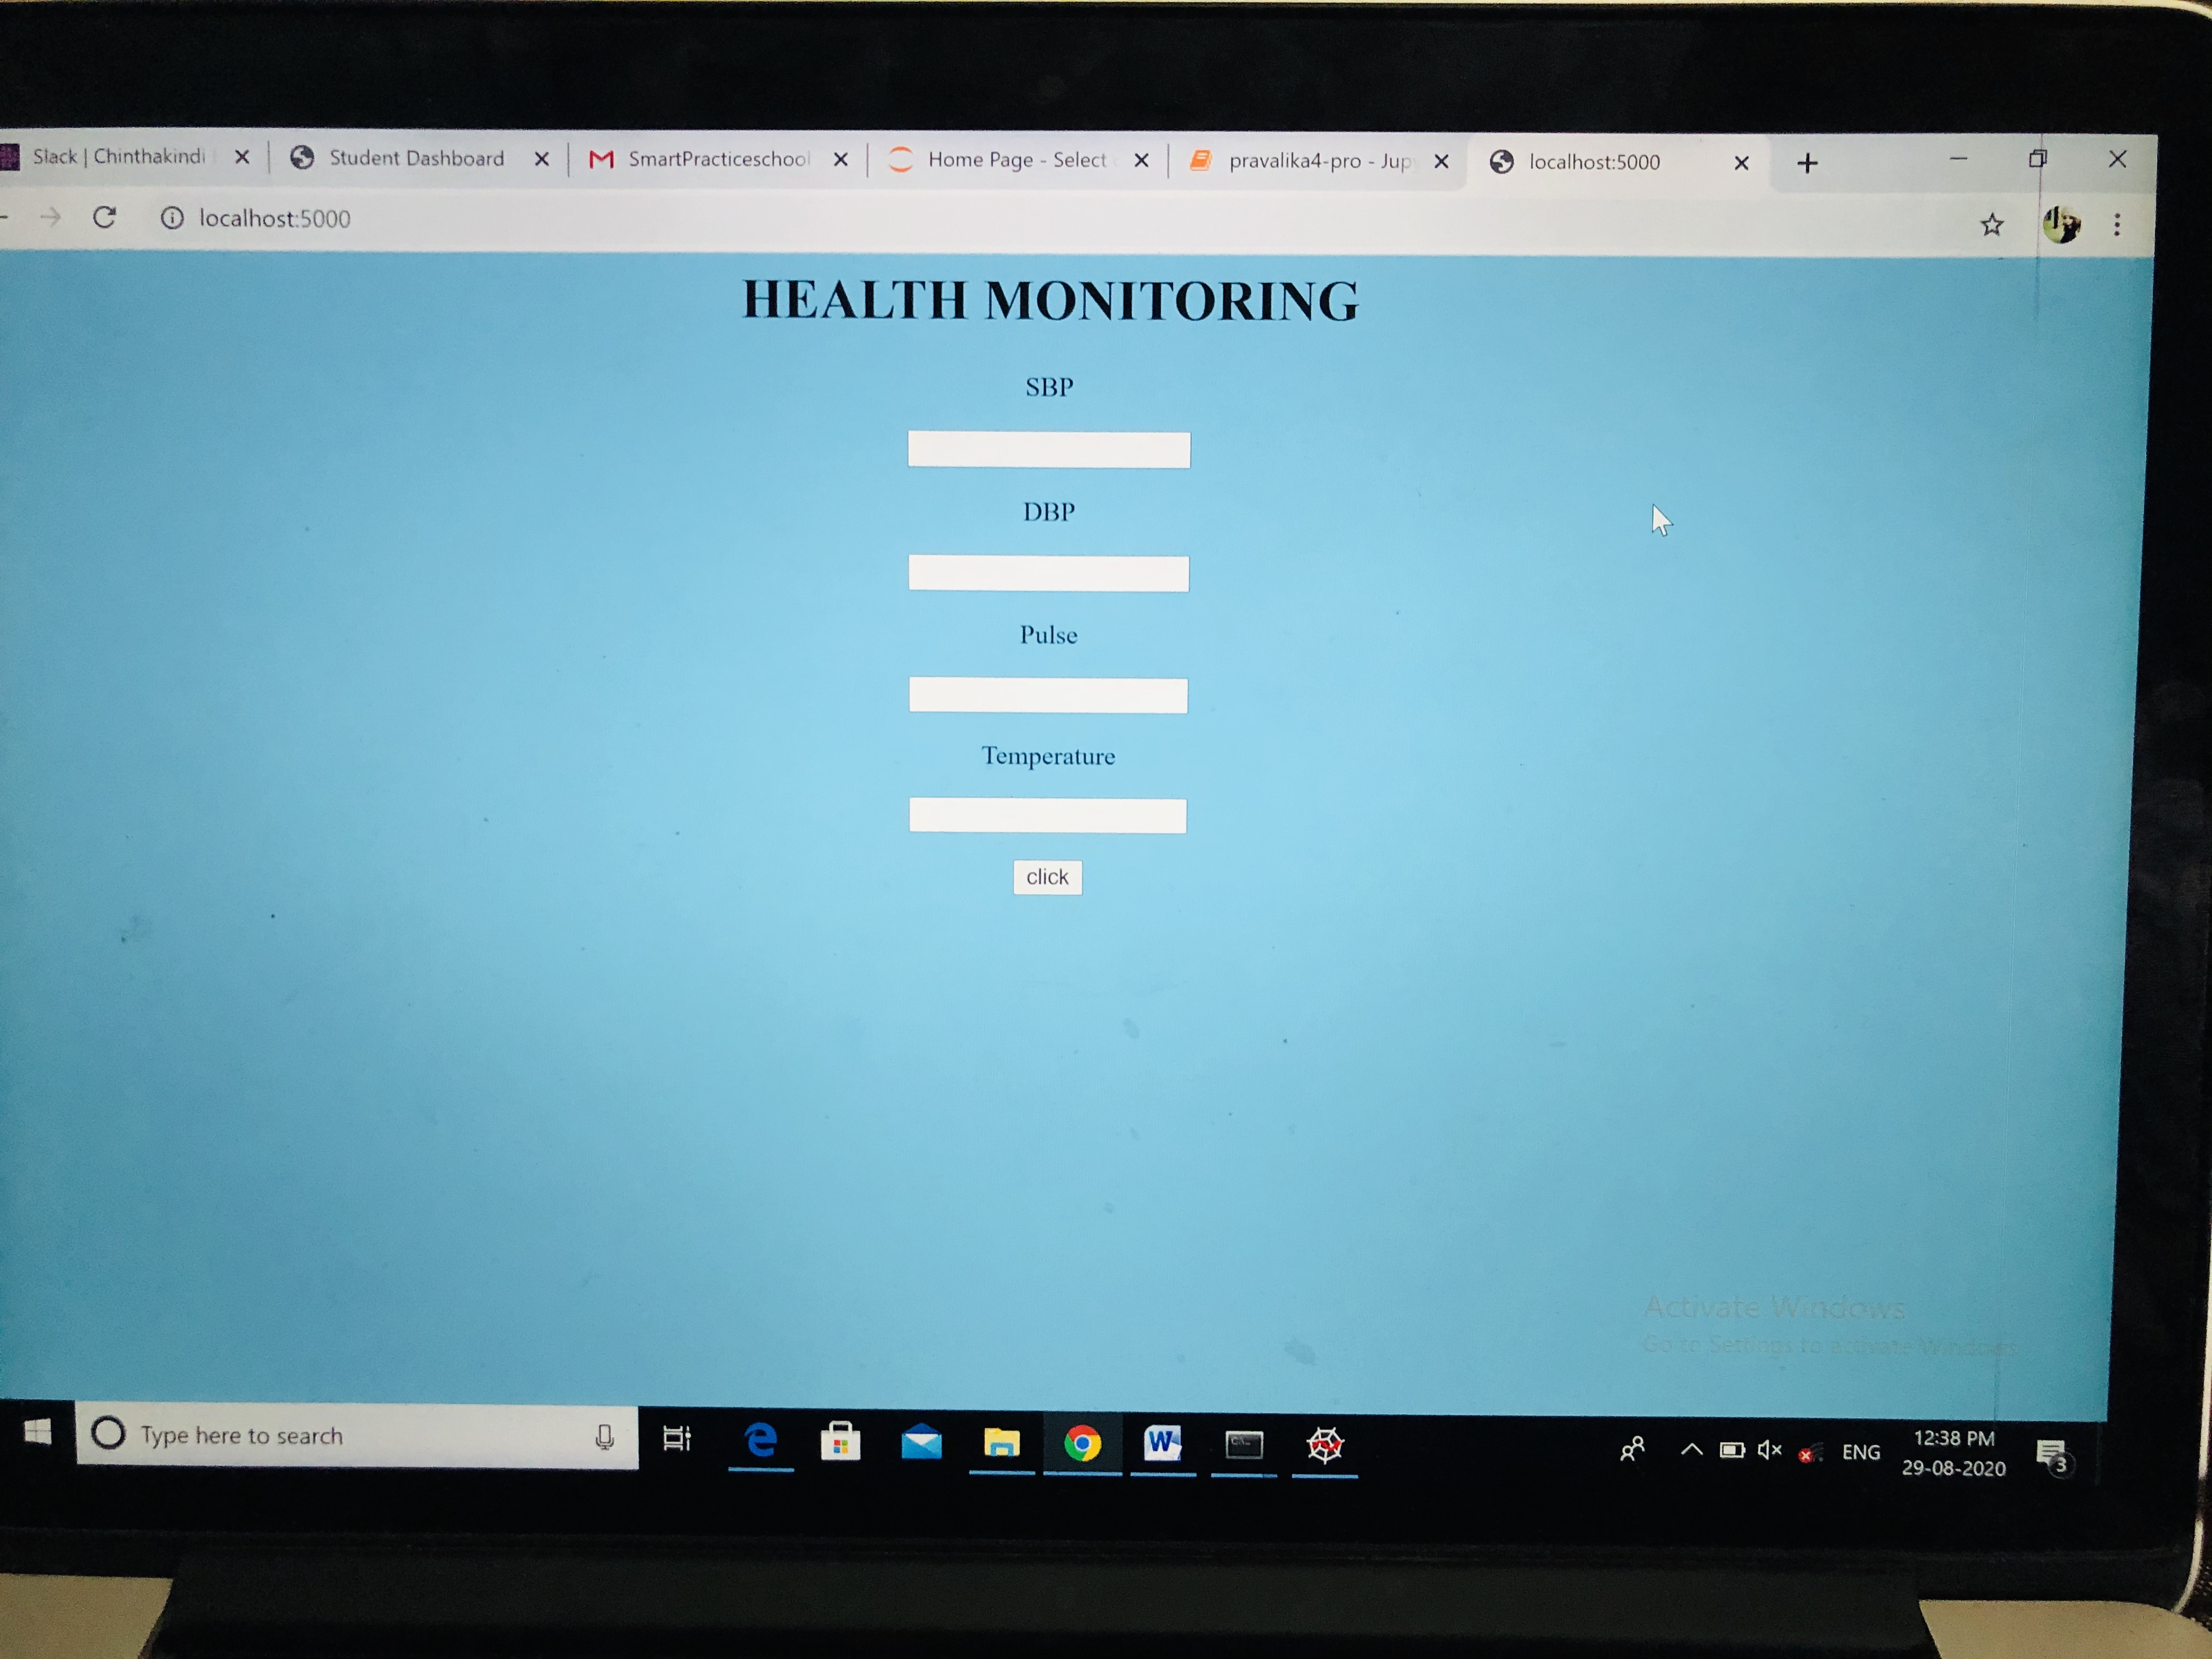 Slack | Chinthakindi
Student Dashboard
SmartPracticeschool
Home Page - Select
pravalika4-pro - Jup
localhost:5000
localhost:5000
HEALTH MONITORING
SBP
DBP
Pulse
Temperature
click
Activate Windows
Go to Settings to activate Windows
Type here to search
ENG
12:38 PM
29-08-2020
3